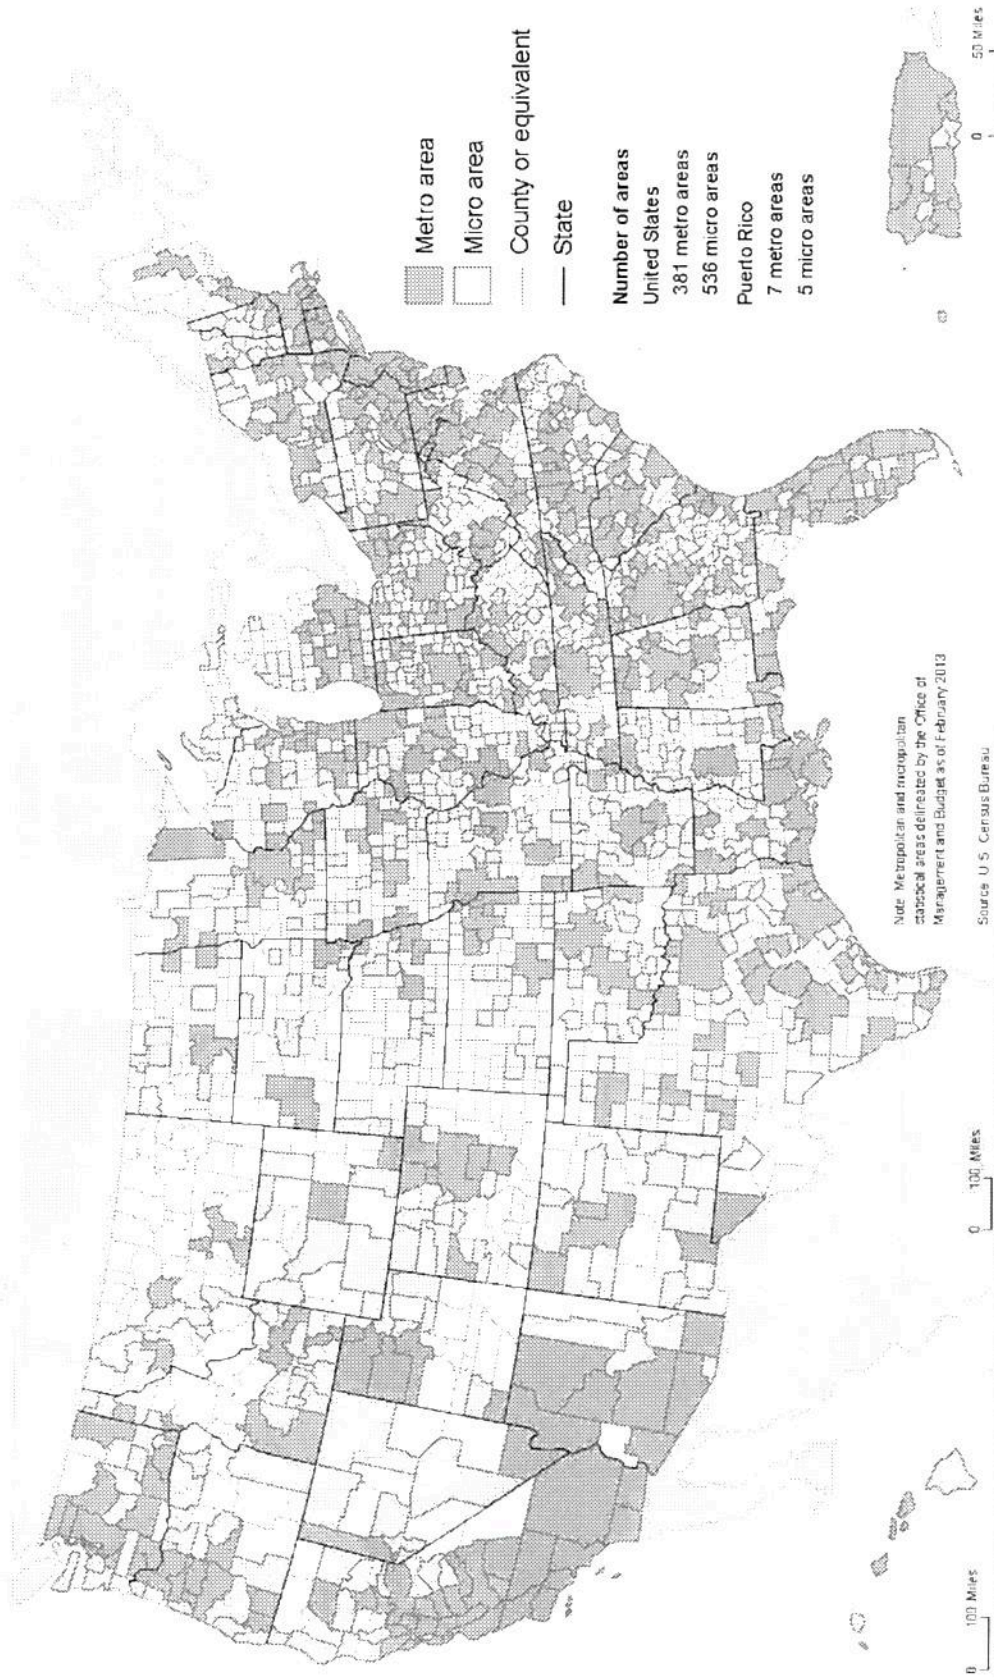 Metro area
Micro area
County or equivalent
State
Number of areas
United States
381 metro areas
536 micro areas
Puerto Rico
7 metro areas
5 micro areas
Note Metropolitan and micropolitan
statistical areas delineated by the Office of
Management and Budget as of February 2013
Source U S Census Bureau
0 100 Miles
0 100 Miles
0 50 Miles